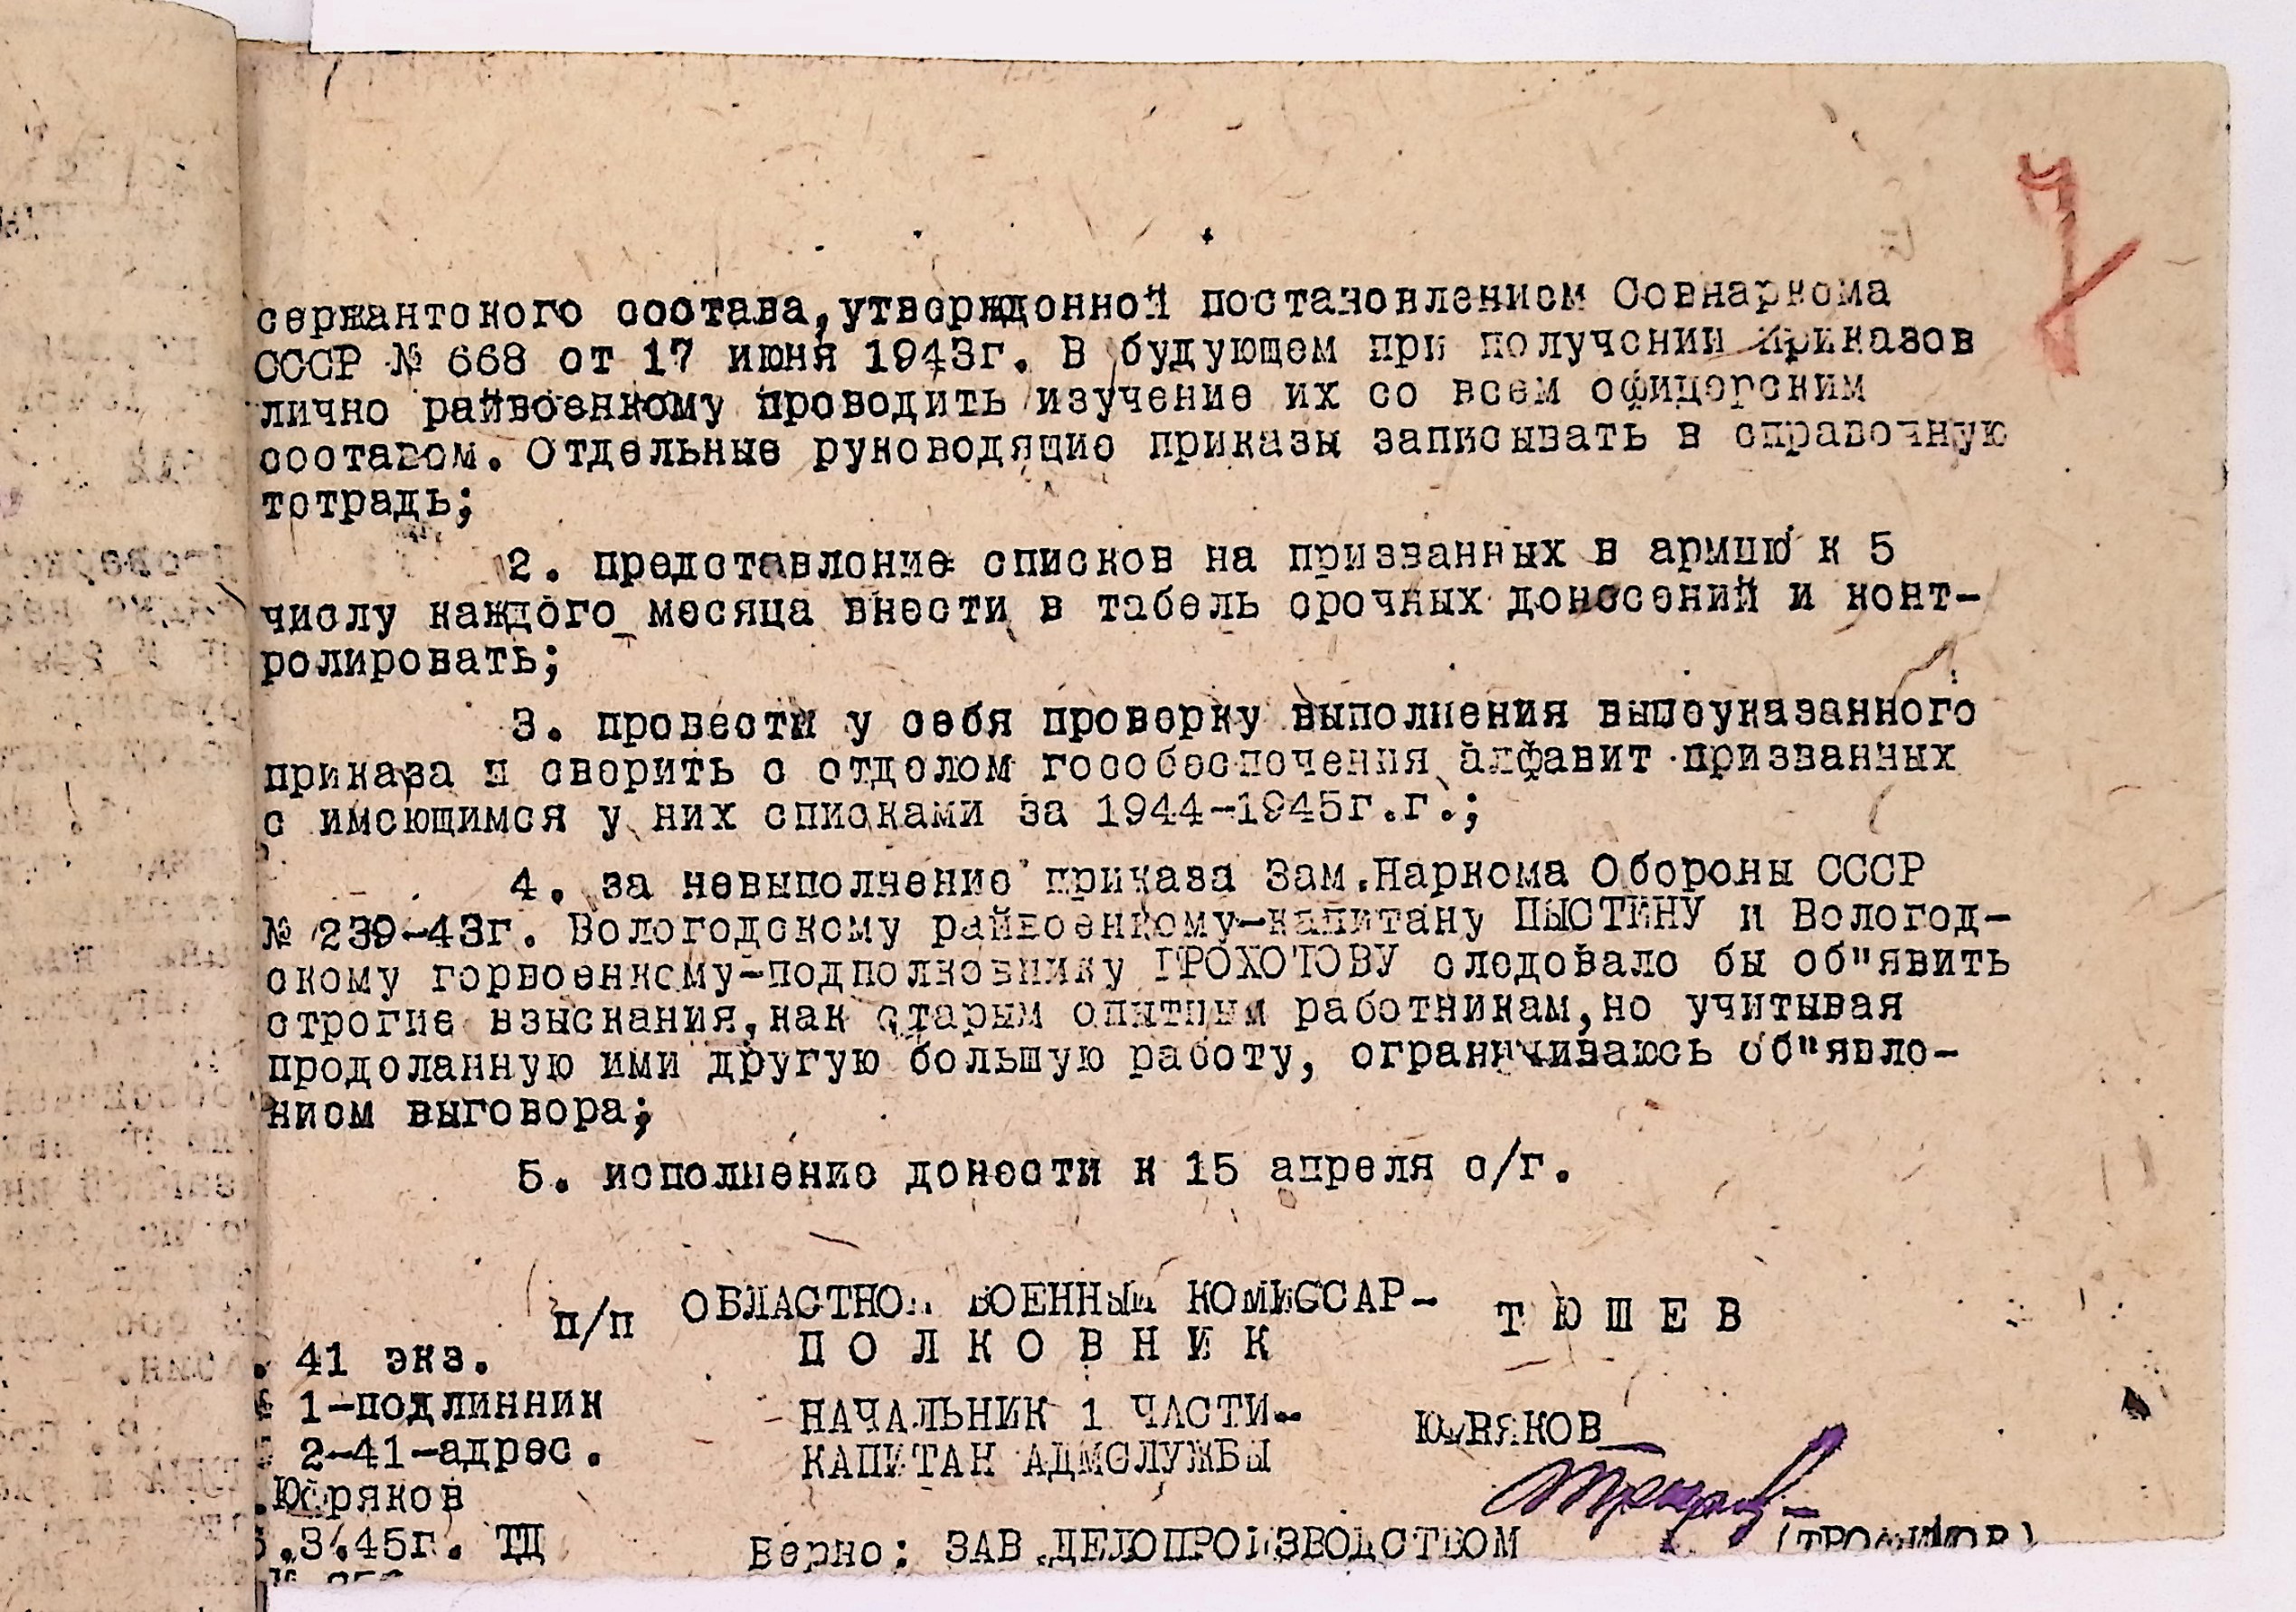 сержантского состава, утвержденной постановлением Совнаркома
СССР № 668 от 17 июня 1943г. В будующем при получении приказов
лично райвоенкому проводить изучение их со всем офицерским
составом. Отдельные руководящие приказы записывать в справочную
тетрадь;
2. представление списков на призванных в армию к 5
числу каждого месяца внести в табель срочных донесений и конт-
ролировать;
3. провести у себя проверку выполнения вышеуказанного
приказа и сверить с отделом гособеспечения алфавит призванных
с имеющимся у них списками за 1944-1945г.г.;
4. за невыполнение приказа Зам.Наркома Обороны СССР
№ 239-43г. Вологодскому райвоенкому-капитану ПЫСТИНУ и Вологод-
скому горвоенкому-подполковнику ГРОХОТОВУ следовало бы об"явить
строгие взыскания, как старым опытным работникам, но учитывая
проделанную ими другую большую работу, ограничиваюсь об"явле-
нием выговора;
5. исполнение донести к 15 апреля с/г.
п/п ОБЛАСТНОЙ ВОЕННЫЙ КОМИССАР- ТЮШЕВ
ПОЛКОВНИК
41 экз.
1-подлинник
2-41-адрес.
НАЧАЛЬНИК 1 ЧАСТИ-
КАПИТАН АДМСЛУЖБЫ
.3.45г. ТД
Верно: ЗАВ.ДЕЛОПРОИЗВОДСТВОМ